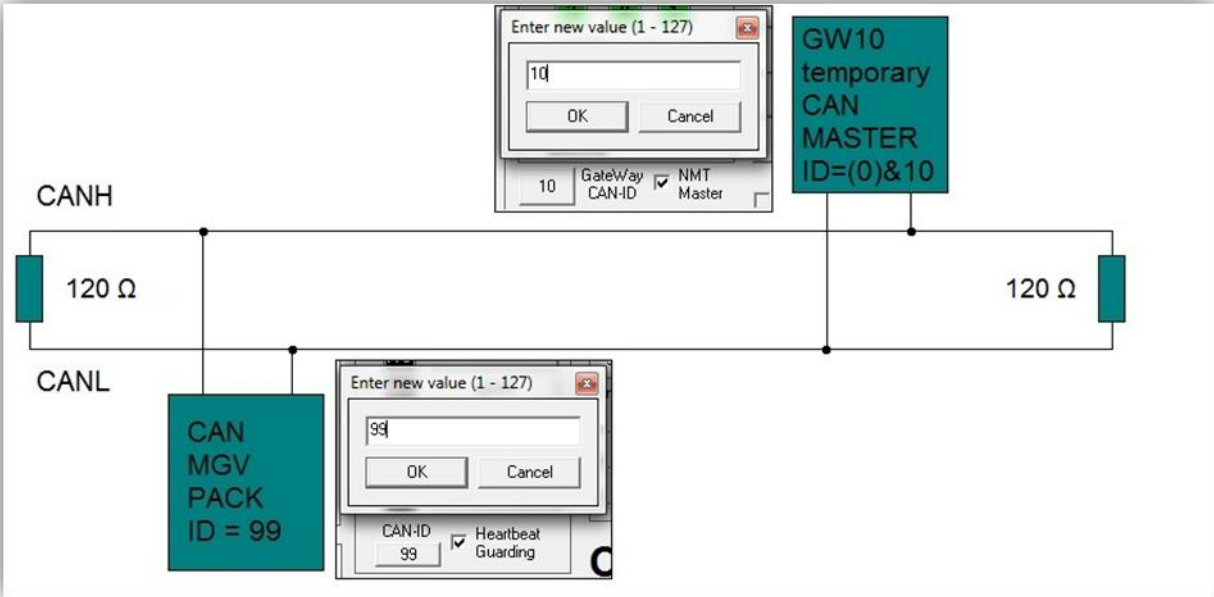 Enter new value (1 - 127)
10
OK Cancel
10 GateWay CAN-ID NMT Master
GW10
temporary
CAN
MASTER
ID=(0)&10
CANH
120 Ω
120 Ω
CANL
CAN
MGV
PACK
ID = 99
Enter new value (1 - 127)
99
OK Cancel
CAN-ID
99
Heartbeat
Guarding